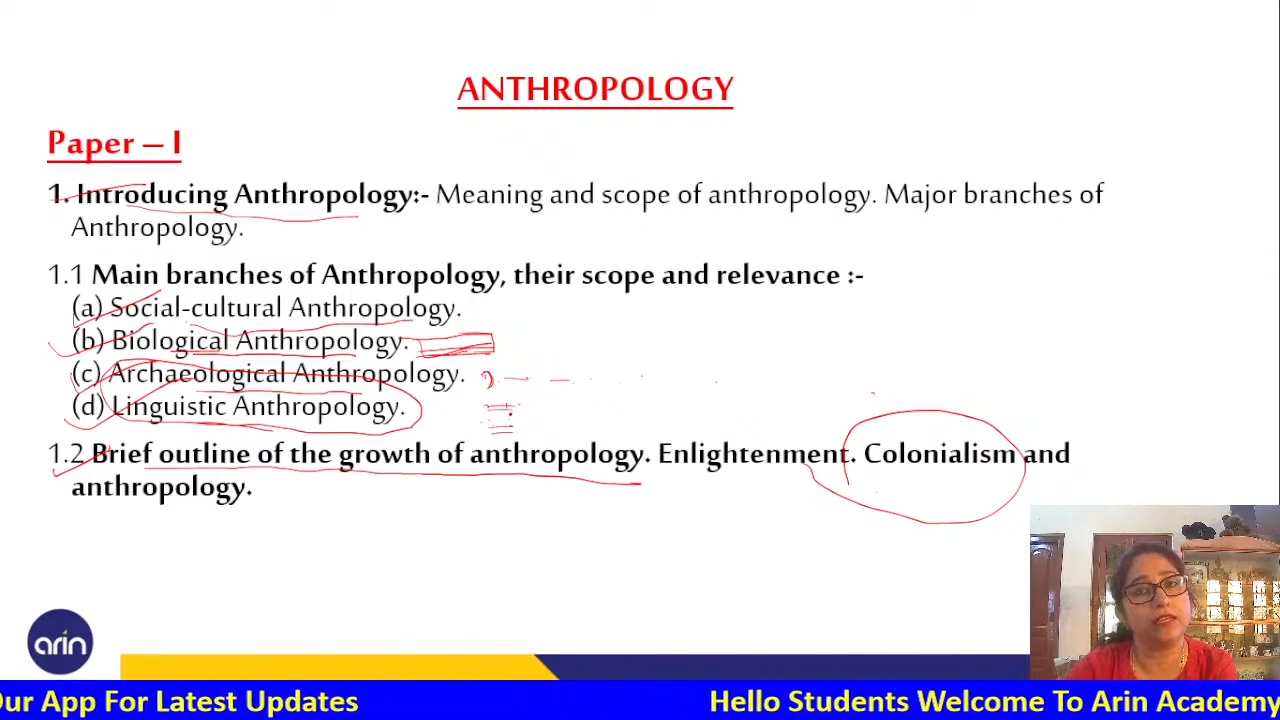 ANTHROPOLOGY
Paper – I
1. Introducing Anthropology:- Meaning and scope of anthropology. Major branches of
Anthropology.
1.1 Main branches of Anthropology, their scope and relevance :-
(a) Social-cultural Anthropology.
(b) Biological Anthropology.
(c) Archaeological Anthropology.
(d) Linguistic Anthropology.
1.2 Brief outline of the growth of anthropology. Enlightenment. Colonialism and
anthropology.
arin
Our App For Latest Updates
Hello Students Welcome To Arin Academy